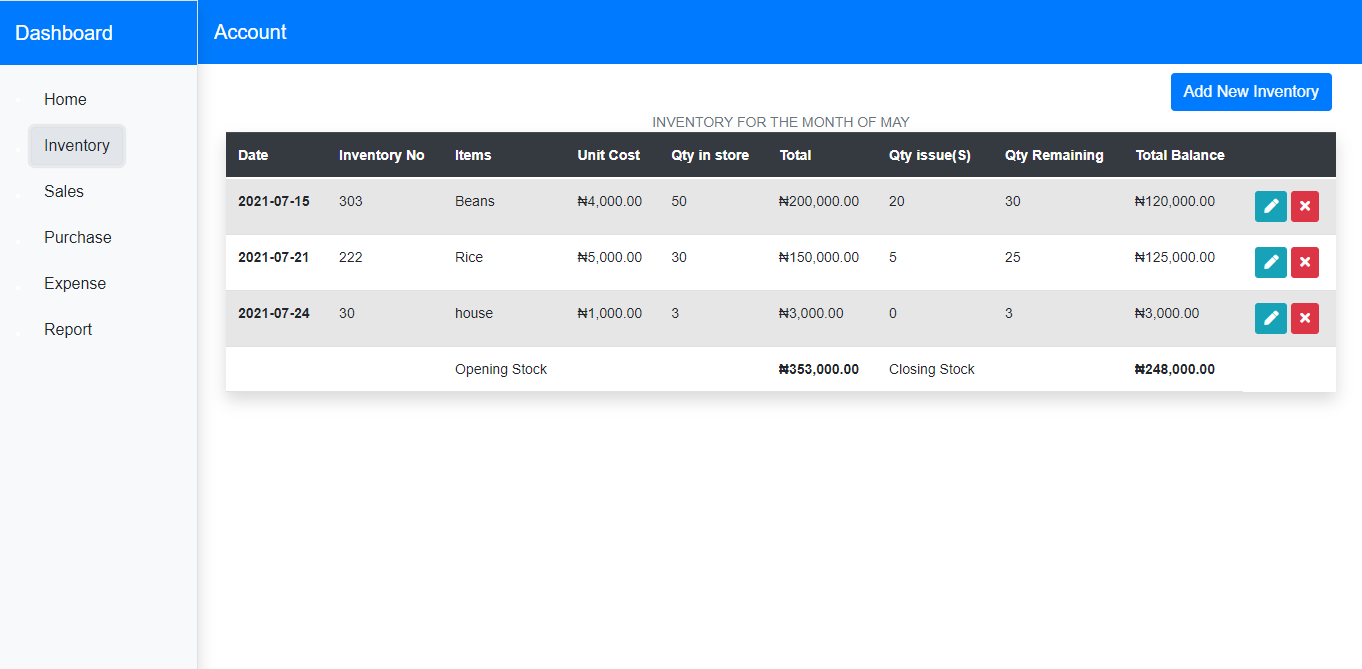 Dashboard
Account
Home
Inventory
Sales
Purchase
Expense
Report
Add New Inventory
INVENTORY FOR THE MONTH OF MAY
Date Inventory No Items Unit Cost Qty in store Total Qty issue(S) Qty Remaining Total Balance
2021-07-15 303 Beans ₦4,000.00 50 ₦200,000.00 20 30 ₦120,000.00
2021-07-21 222 Rice ₦5,000.00 30 ₦150,000.00 5 25 ₦125,000.00
2021-07-24 30 house ₦1,000.00 3 ₦3,000.00 0 3 ₦3,000.00
Opening Stock ₦353,000.00 Closing Stock ₦248,000.00